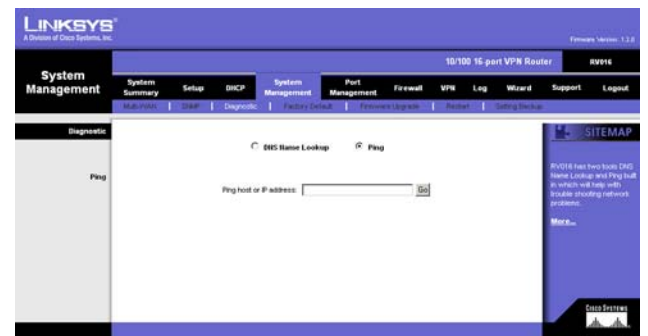 LINKSYS®
A Division of Cisco Systems, Inc.
Firmware Version: 1.2.0
10/100 16-port VPN Router
RV016
System Management
System Summary
Setup
DHCP
System Management
Port Management
Firewall
VPN
Log
Wizard
Support
Logout
Multi-WAN | SNMP | Diagnostic | Factory Default | Firmware Upgrade | Restart | Setting Backup
Diagnostic
SITEMAP
DNS Name Lookup
Ping
Ping
Ping host or IP address:
Go
RV016 has two tools DNS
Name Lookup and Ping built
in which will help with
trouble shooting network
problems.
More...
CISCO SYSTEMS